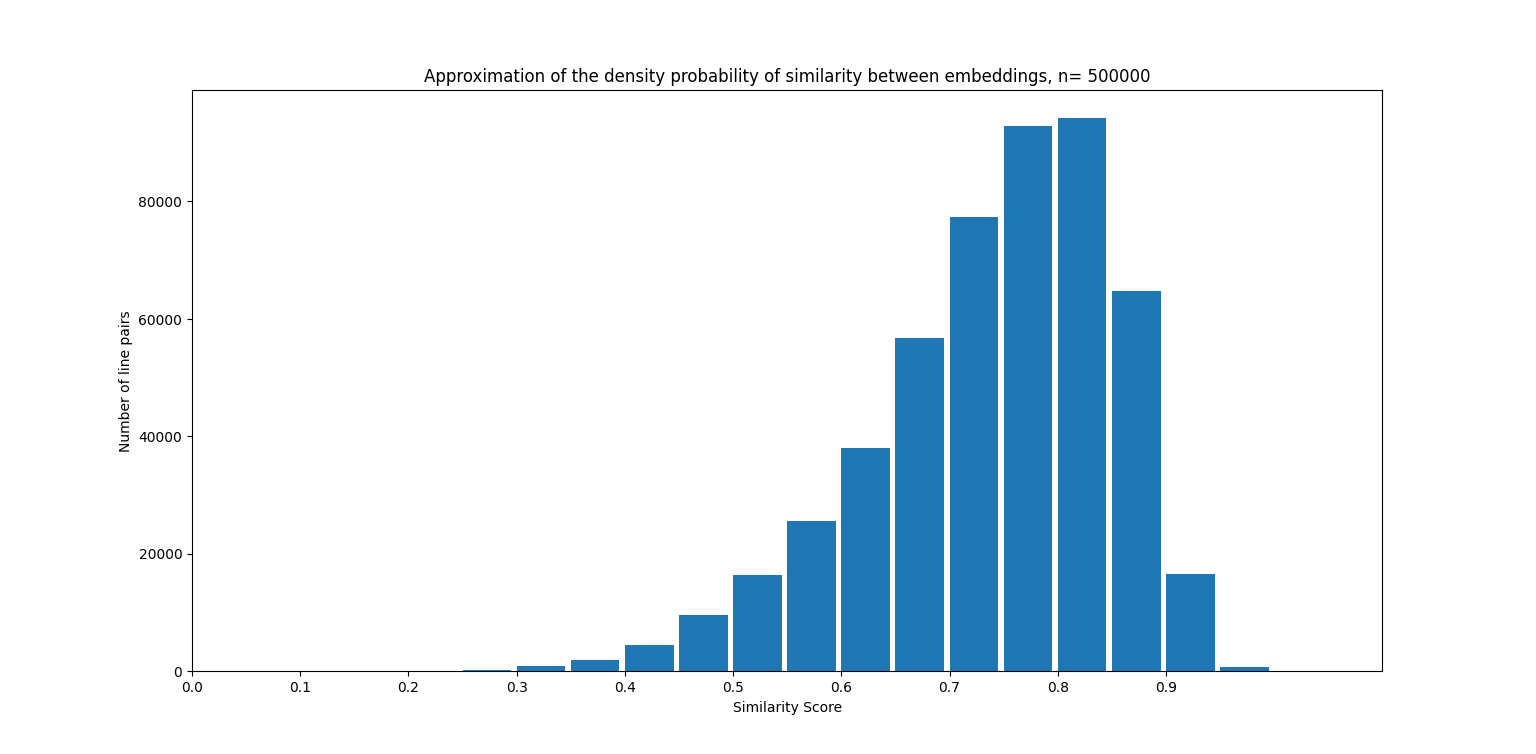 Approximation of the density probability of similarity between embeddings, n= 500000
Number of line pairs
80000
60000
40000
20000
0
0.0 0.1 0.2 0.3 0.4 0.5 0.6 0.7 0.8 0.9
Similarity Score